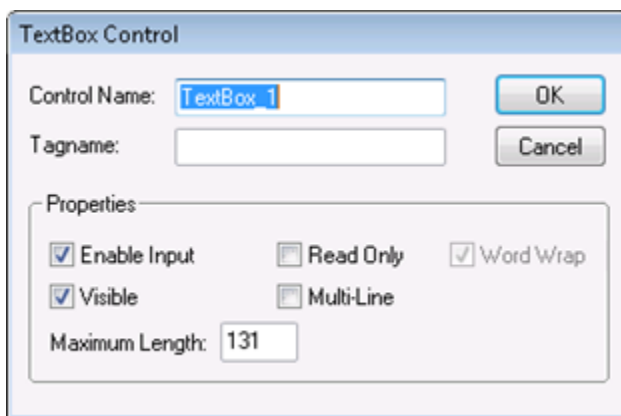 TextBox Control
Control Name: TextBox_1 OK
Tagname: Cancel
Properties
Enable Input Read Only Word Wrap
Visible Multi-Line
Maximum Length: 131